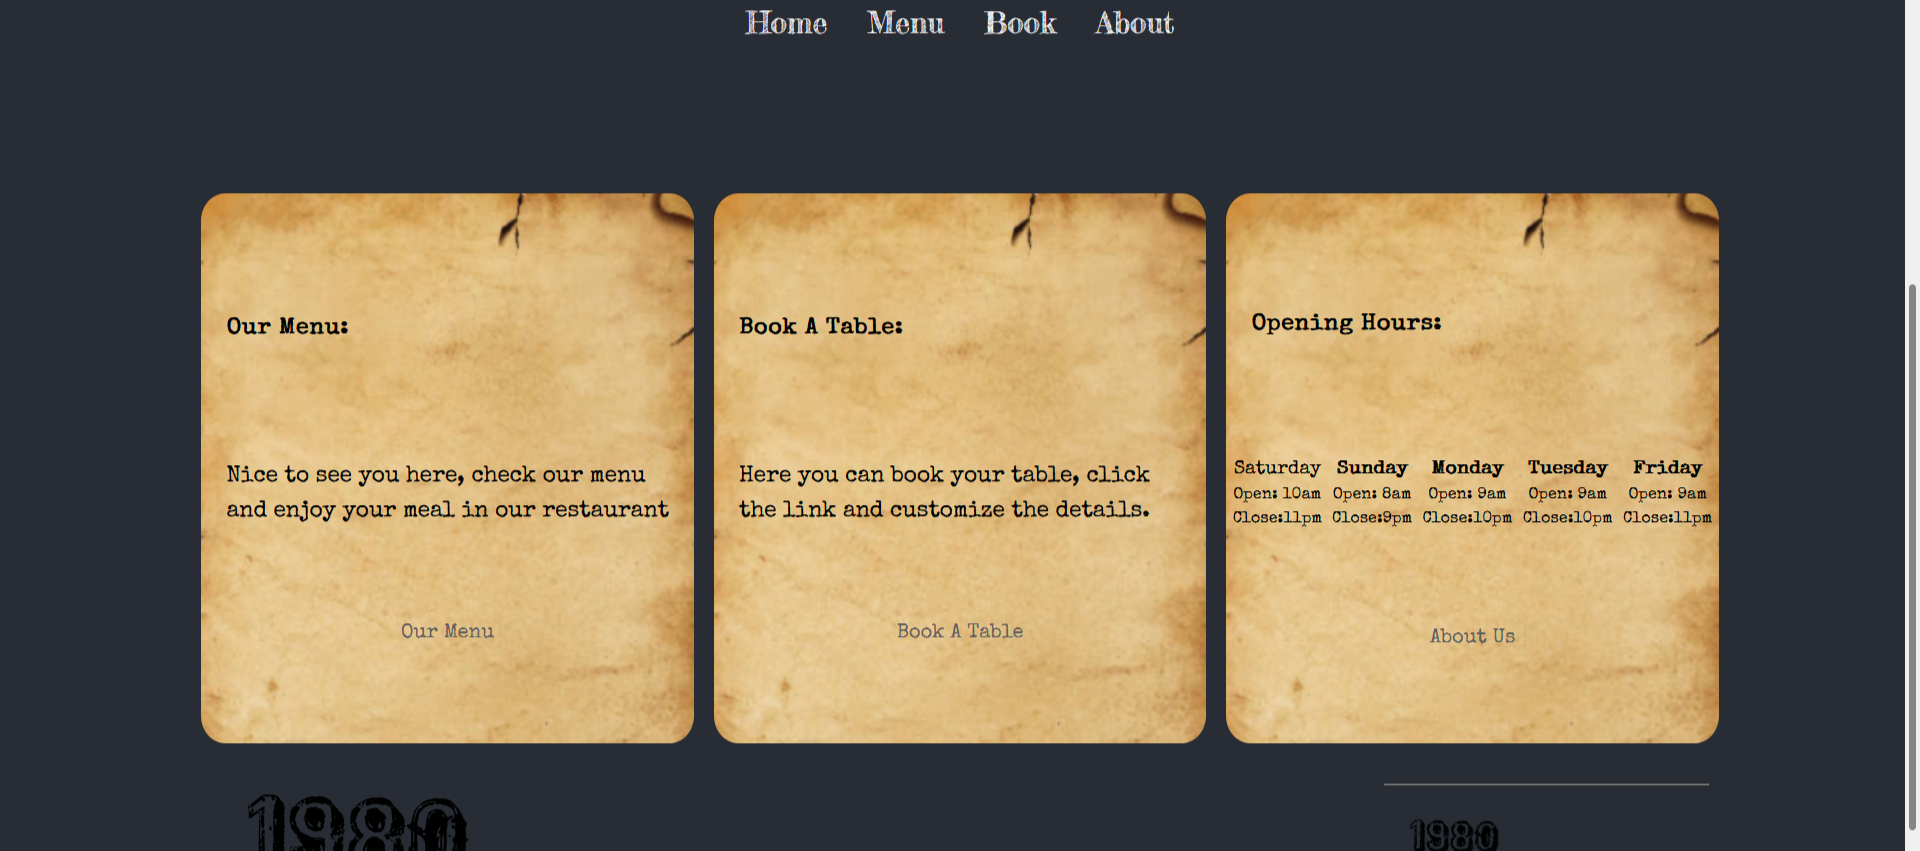 Home Menu Book About
Our Menu:
Nice to see you here, check our menu
and enjoy your meal in our restaurant
Our Menu
Book A Table:
Here you can book your table, click
the link and customize the details.
Book A Table
Opening Hours:
Saturday Sunday Monday Tuesday Friday
Open: 10am Open: 8am Open: 9am Open: 9am Open: 9am
Close:11pm Close:9pm Close:10pm Close:10pm Close:11pm
About Us
1980
1980